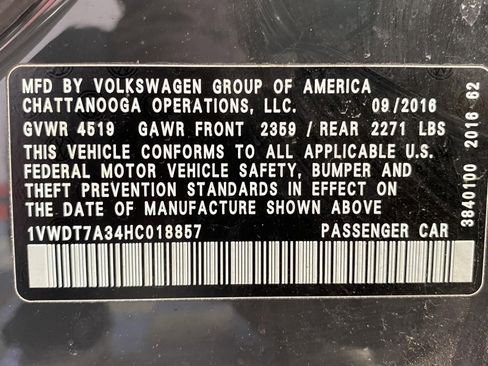 MFD BY VOLKSWAGEN GROUP OF AMERICA
CHATTANOOGA OPERATIONS, LLC. 09/2016
GVWR 4519 GAWR FRONT 2359 / REAR 2271 LBS
THIS VEHICLE CONFORMS TO ALL APPLICABLE U.S.
FEDERAL MOTOR VEHICLE SAFETY, BUMPER AND
THEFT PREVENTION STANDARDS IN EFFECT ON
THE DATE OF MANUFACTURE SHOWN ABOVE
1VWDT7A34HC018857 PASSENGER CAR
3840100 2016 62